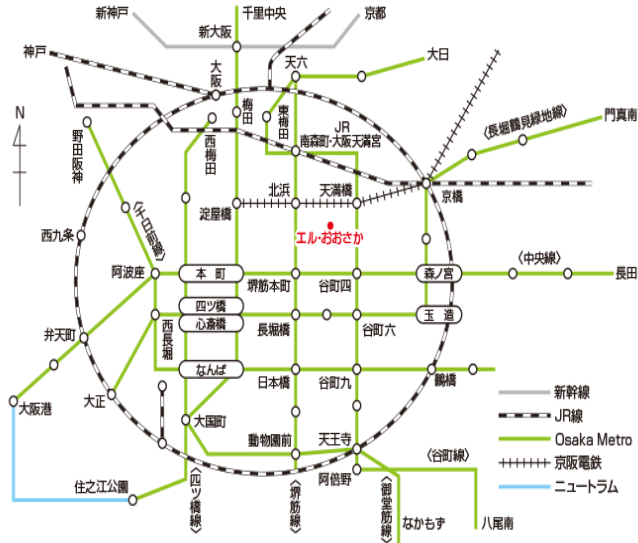 新神戸
千里中央
京都
新大阪
神戸
天六
大日
大阪
N
梅田
東梅田
JR
南森町・大阪天満宮
〈長堀鶴見緑地線〉
門真南
野田阪神
西梅田
北浜
天満橋
京橋
淀屋橋
エル・おおさか
西九条
〈千日前線〉
阿波座
本町
堺筋本町
谷町四
森ノ宮
〈中央線〉
長田
四ツ橋
心斎橋
西長堀
長堀橋
谷町六
玉造
弁天町
なんば
日本橋
谷町九
鶴橋
大正
大阪港
大国町
動物園前
天王寺
阿倍野
〈谷町線〉
住之江公園
〈四ツ橋線〉
〈堺筋線〉
〈御堂筋線〉
なかもず
八尾南
新幹線
JR線
Osaka Metro
京阪電鉄
ニュートラム